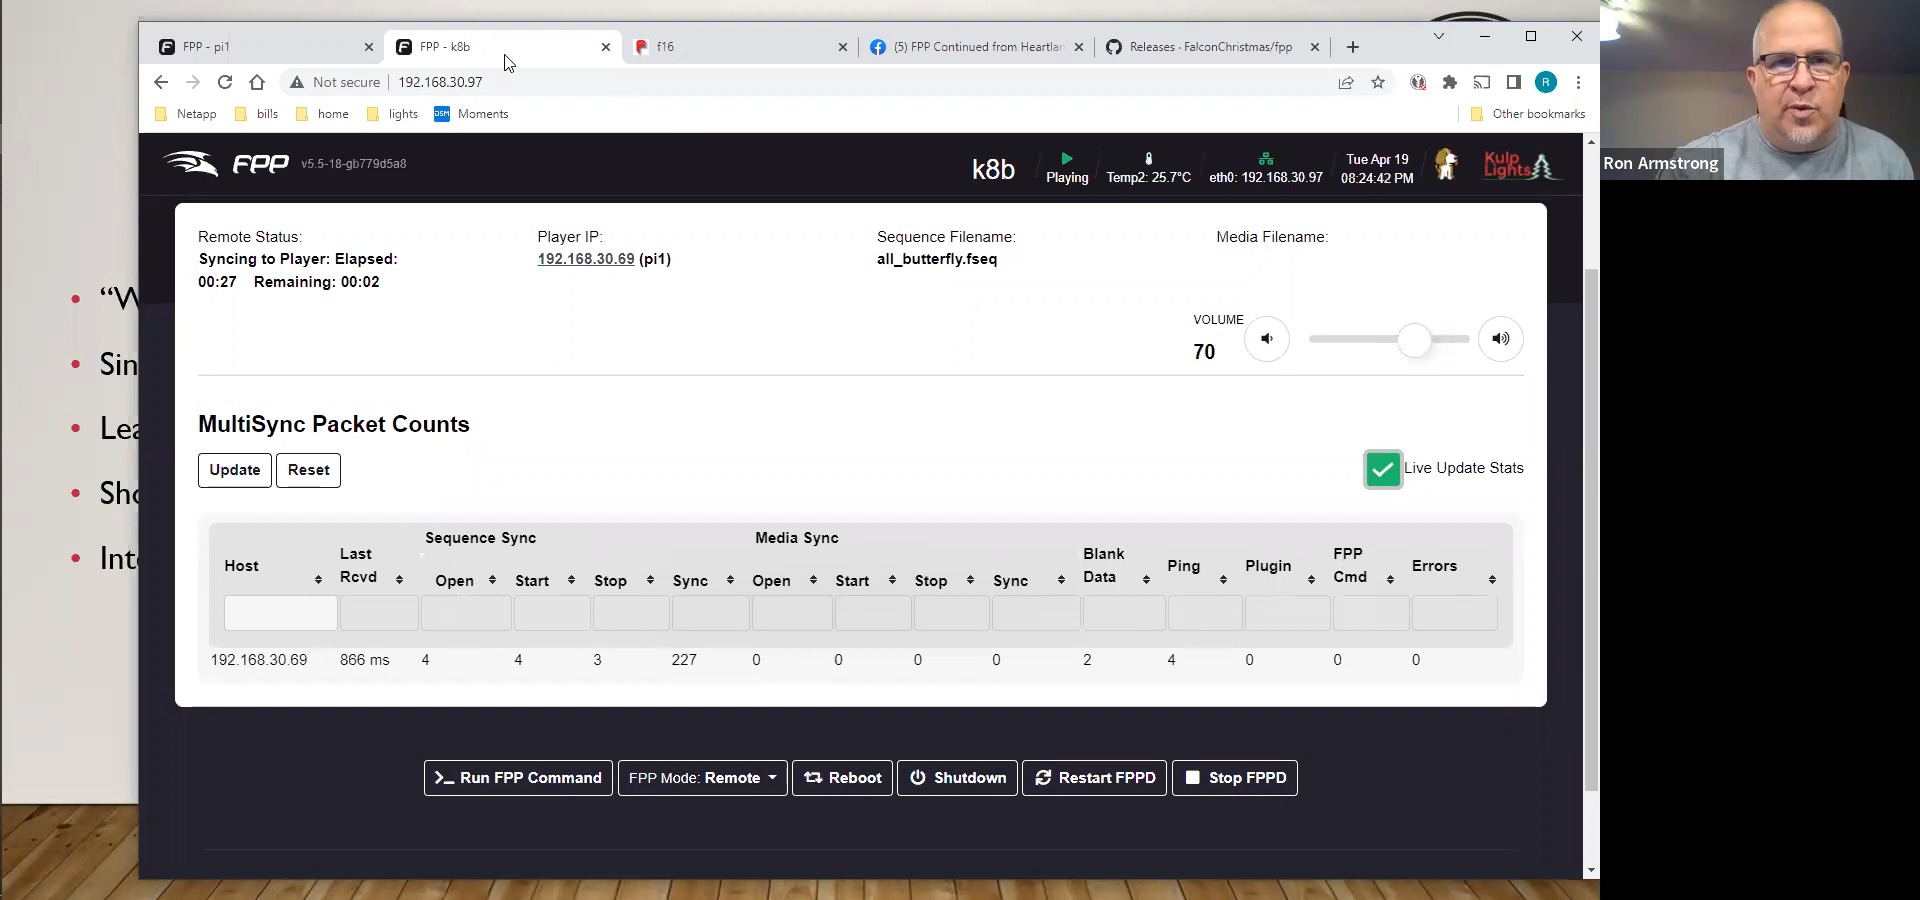 FPP - pi1
FPP - k8b
f16
(5) FPP Continued from Heartlan
Releases · FalconChristmas/fpp
Not secure
192.168.30.97
R
Netapp
bills
home
lights
DSM
Moments
Other bookmarks
FPP
v5.5-18-gb779d5a8
k8b
Playing
Temp2: 25.7°C
eth0: 192.168.30.97
Tue Apr 19
08:24:42 PM
Kulp
Lights
Ron Armstrong
Remote Status:
Syncing to Player: Elapsed:
00:27 Remaining: 00:02
Player IP:
192.168.30.69 (pi1)
Sequence Filename:
all_butterfly.fseq
Media Filename:
VOLUME
70
• “W
• Sin
• Lea
• Sho
• Inte
MultiSync Packet Counts
Update
Reset
Live Update Stats
Sequence Sync
Media Sync
Host
Last
Rcvd
Open
Start
Stop
Sync
Open
Start
Stop
Sync
Blank
Data
Ping
Plugin
FPP
Cmd
Errors
192.168.30.69 866 ms 4 4 3 227 0 0 0 0 2 4 0 0 0
Run FPP Command
FPP Mode: Remote
Reboot
Shutdown
Restart FPPD
Stop FPPD